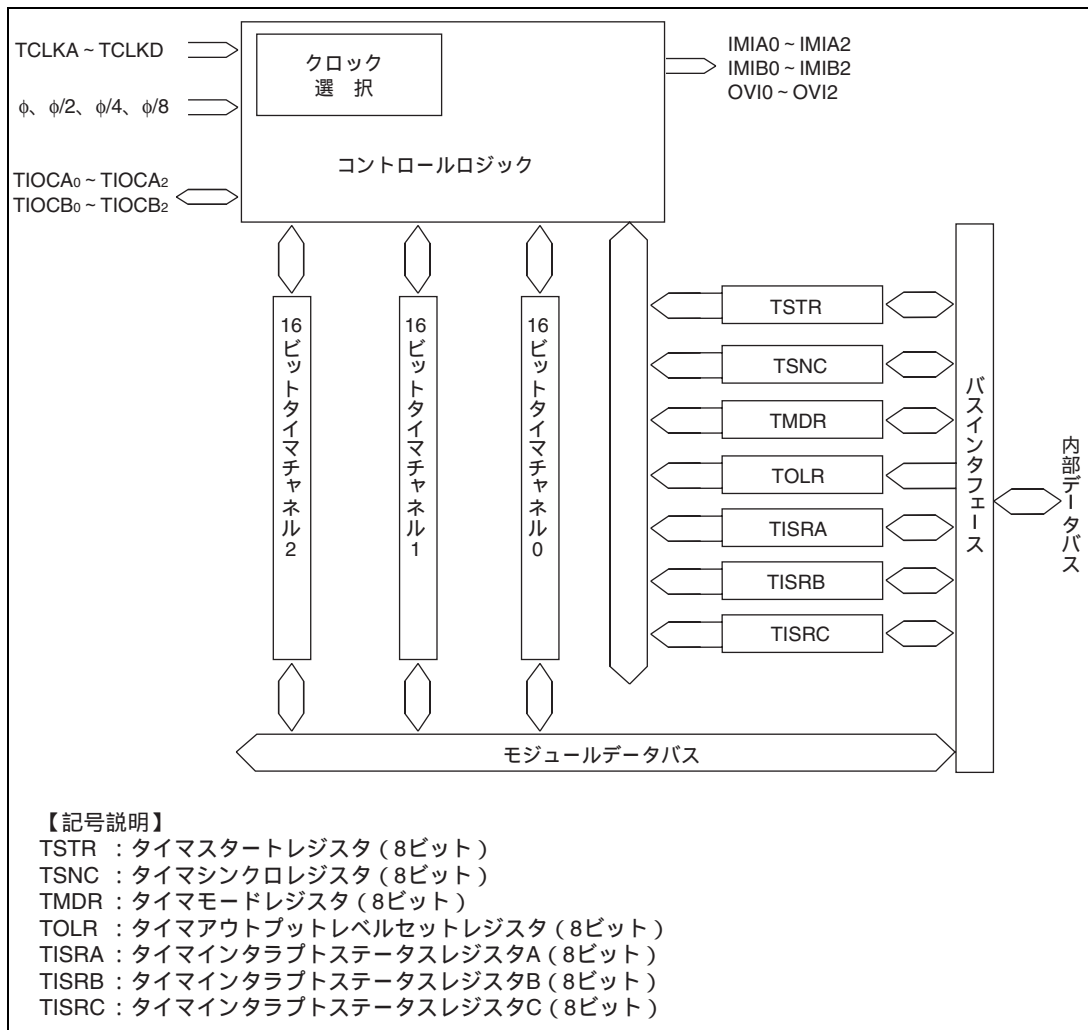 TCLKA ~ TCLKD
φ、φ/2、φ/4、φ/8
TIOCA0 ~ TIOCA2
TIOCB0 ~ TIOCB2
クロック
選 択
コントロールロジック
IMIA0 ~ IMIA2
IMIB0 ~ IMIB2
OVI0 ~ OVI2
16ビットタイマチャネル2
16ビットタイマチャネル1
16ビットタイマチャネル0
TSTR
TSNC
TMDR
TOLR
TISRA
TISRB
TISRC
バスインタフェース
内部データバス
モジュールデータバス
【記号説明】
TSTR :タイマスタートレジスタ(8ビット)
TSNC :タイマシンクロレジスタ(8ビット)
TMDR :タイマモードレジスタ(8ビット)
TOLR :タイマアウトプットレベルセットレジスタ(8ビット)
TISRA :タイマインタラプトステータスレジスタA(8ビット)
TISRB :タイマインタラプトステータスレジスタB(8ビット)
TISRC :タイマインタラプトステータスレジスタC(8ビット)